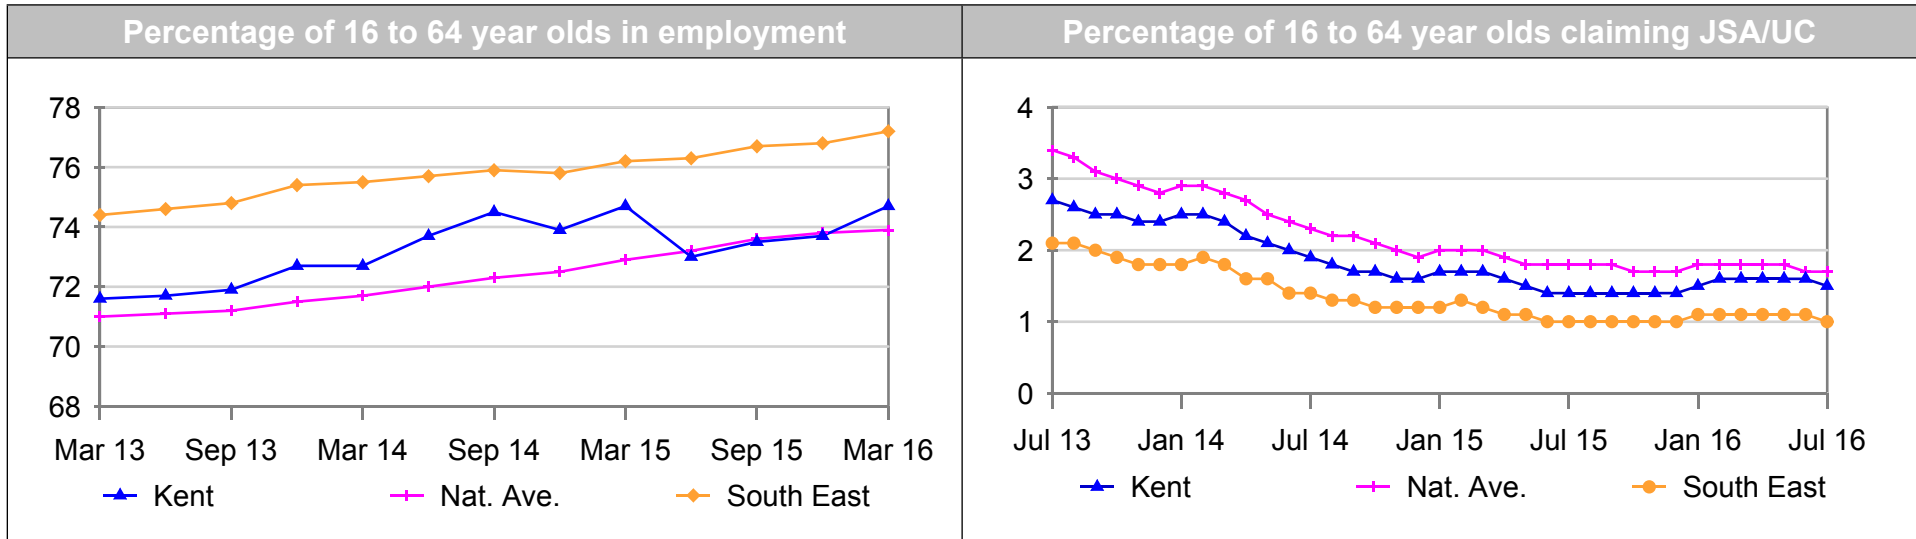 Percentage of 16 to 64 year olds in employment
78
76
74
72
70
68
Mar 13 Sep 13 Mar 14 Sep 14 Mar 15 Sep 15 Mar 16
Kent Nat. Ave. South East
Percentage of 16 to 64 year olds claiming JSA/UC
4
3
2
1
0
Jul 13 Jan 14 Jul 14 Jan 15 Jul 15 Jan 16 Jul 16
Kent Nat. Ave. South East